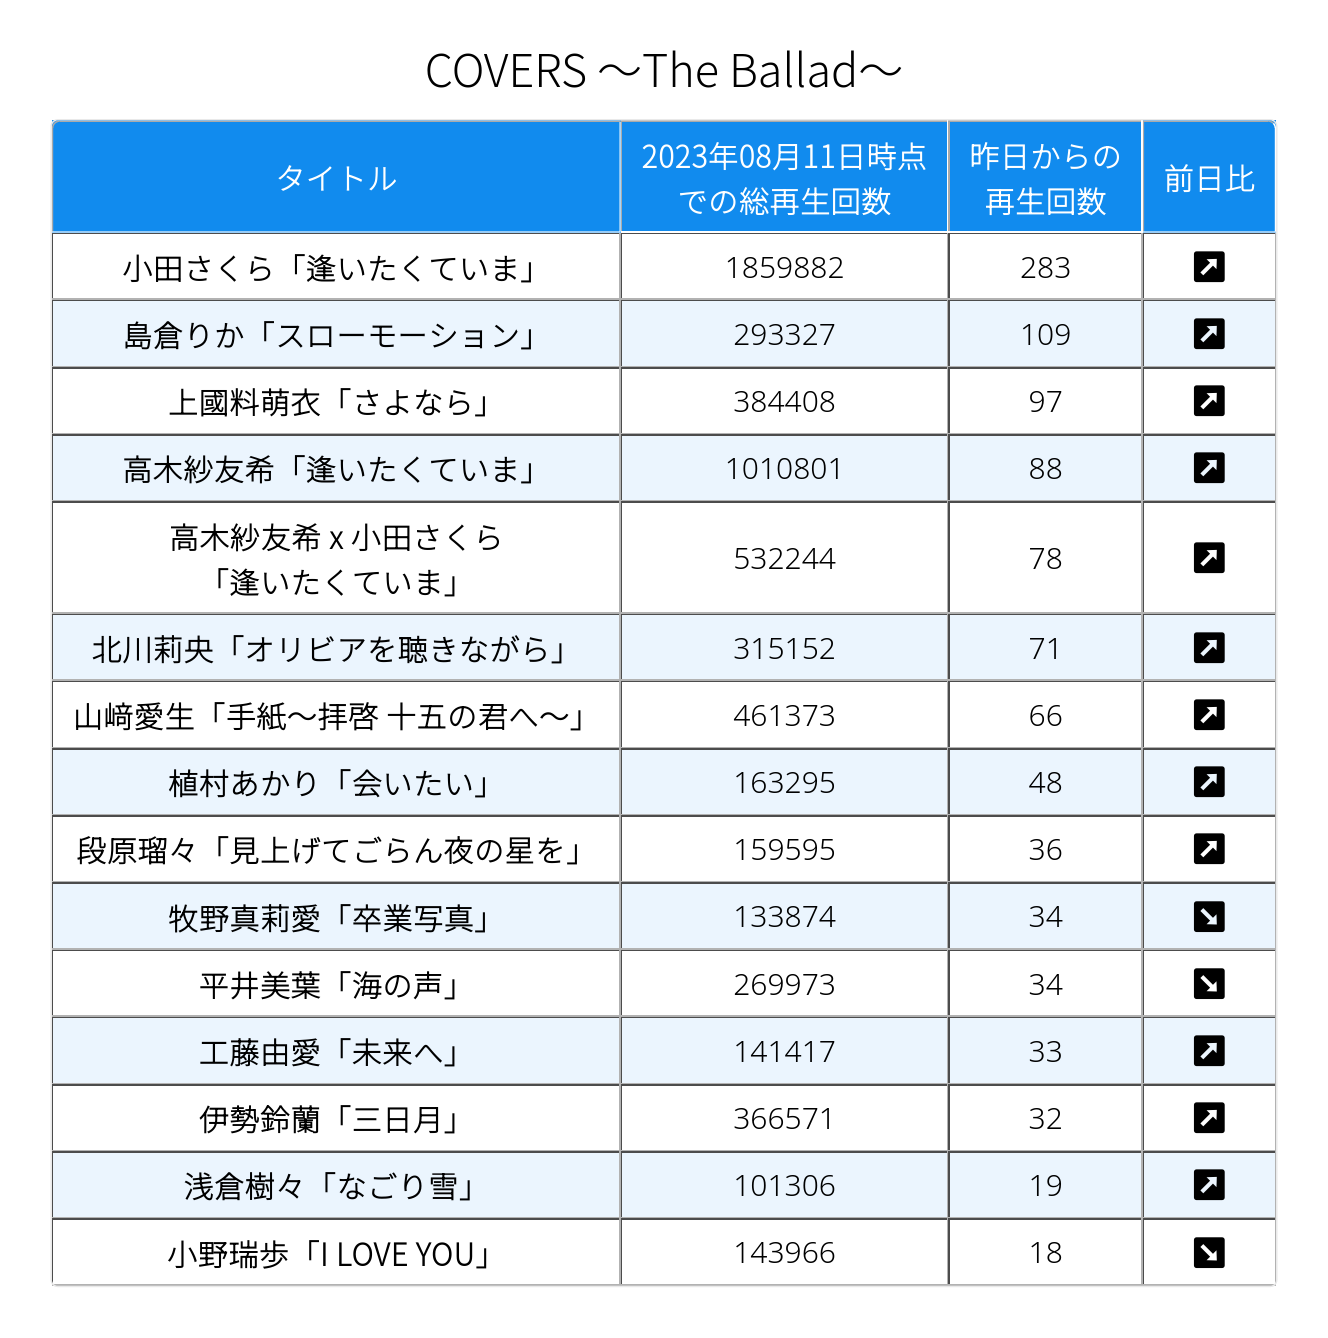 COVERS ～The Ballad～
タイトル
2023年08月11日時点
での総再生回数
昨日からの
再生回数
前日比
小田さくら「逢いたくていま」 1859882 283 ↗
島倉りか「スローモーション」 293327 109 ↗
上國料萌衣「さよなら」 384408 97 ↗
高木紗友希「逢いたくていま」 1010801 88 ↗
高木紗友希 x 小田さくら
「逢いたくていま」 532244 78 ↗
北川莉央「オリビアを聴きながら」 315152 71 ↗
山﨑愛生「手紙～拝啓 十五の君へ～」 461373 66 ↗
植村あかり「会いたい」 163295 48 ↗
段原瑠々「見上げてごらん夜の星を」 159595 36 ↗
牧野真莉愛「卒業写真」 133874 34 ↘
平井美葉「海の声」 269973 34 ↘
工藤由愛「未来へ」 141417 33 ↗
伊勢鈴蘭「三日月」 366571 32 ↗
浅倉樹々「なごり雪」 101306 19 ↗
小野瑞歩「I LOVE YOU」 143966 18 ↘